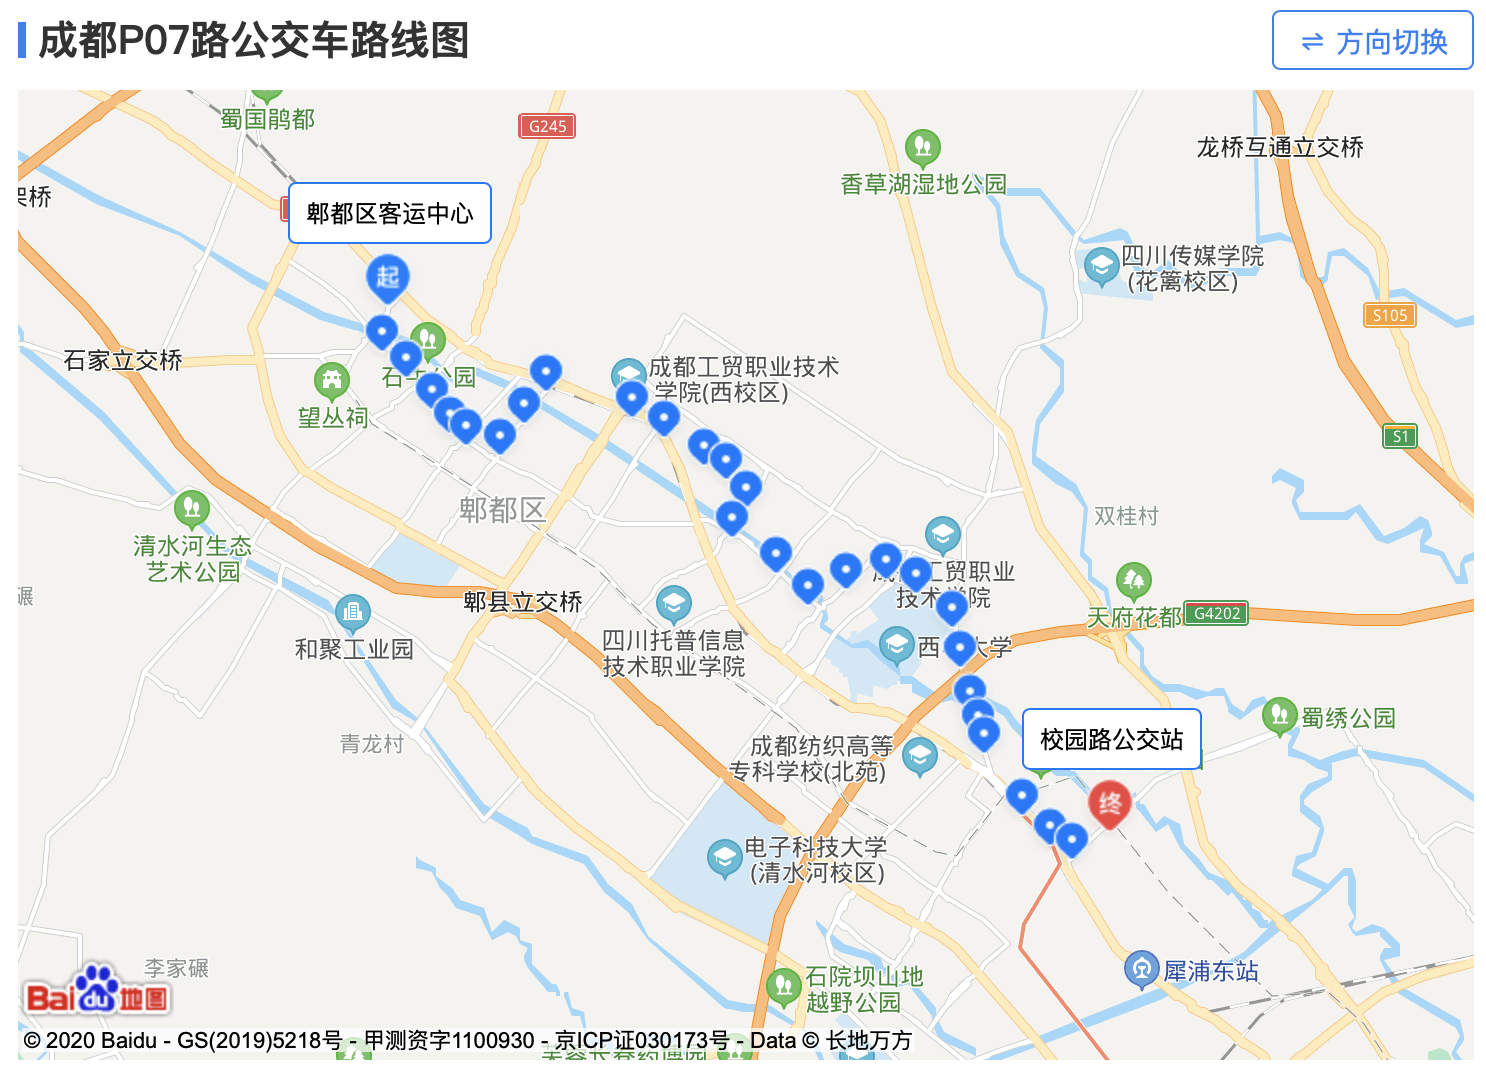 成都P07路公交车路线图
⇌ 方向切换
蜀国鹃都
G245
龙桥互通立交桥
香草湖湿地公园
桥
郫都区客运中心
四川传媒学院
(花篱校区)
起
S105
石家立交桥
公园
成都工贸职业技术
学院(西校区)
望丛祠
S1
郫都区
双桂村
清水河生态
艺术公园
碾
工贸职业
技术学院
郫县立交桥
天府花都
G4202
和聚工业园
四川托普信息
技术职业学院
西 大学
蜀绣公园
青龙村
成都纺织高等
专科学校(北苑)
校园路公交站
终
电子科技大学
(清水河校区)
李家碾
石院坝山地
越野公园
犀浦东站
Bai du 地图
© 2020 Baidu - GS(2019)5218号 - 甲测资字1100930 - 京ICP证030173号 - Data © 长地万方